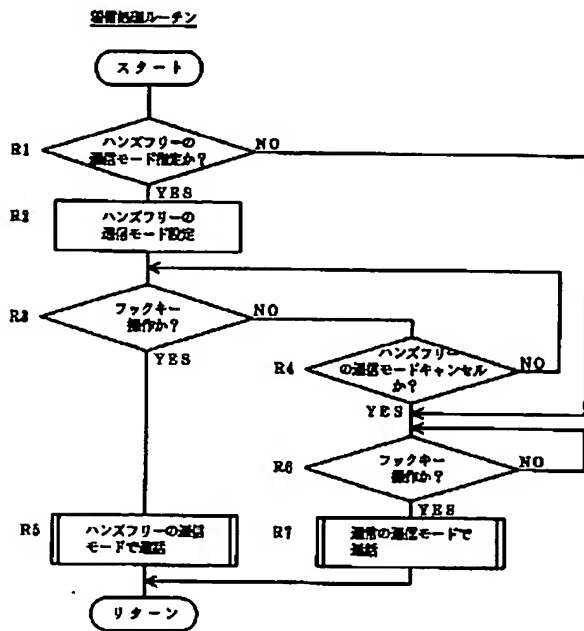 着信処理ルーチン
スタート
R1
ハンズフリーの
通信モード指定か?
NO
YES
R2
ハンズフリーの
通信モード設定
R3
フックキー
操作か?
NO
YES
R4
ハンズフリー
の通信モードキャンセル
か?
NO
YES
R6
フックキー
操作か?
NO
YES
R5
ハンズフリーの通信
モードで通話
R7
通常の通信モードで
通話
リターン